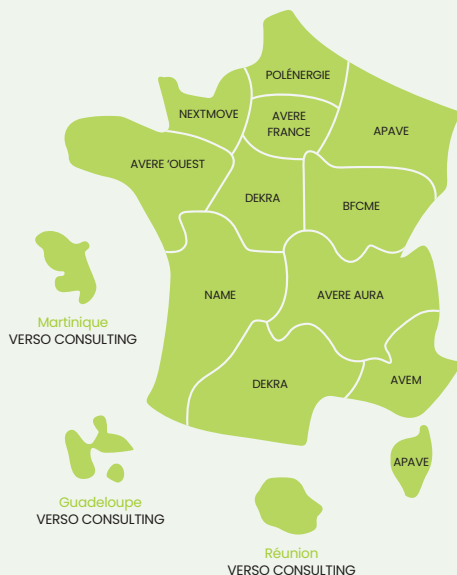 POLÉNERGIE
NEXTMOVE
AVERE
FRANCE
APAVE
AVERE ‘OUEST
DEKRA
BFCME
NAME
AVERE AURA
Martinique
VERSO CONSULTING
DEKRA
AVEM
APAVE
Guadeloupe
VERSO CONSULTING
Réunion
VERSO CONSULTING